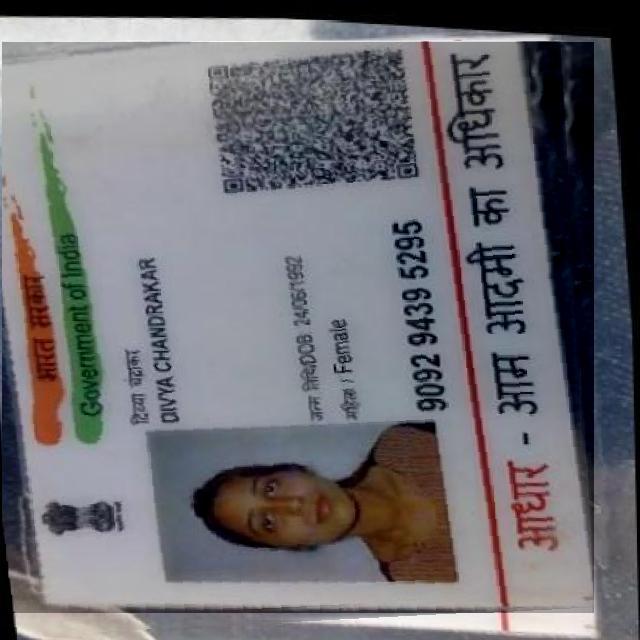 भारत सरकार
Government of India
दिव्या चंद्राकर
DIVYA CHANDRAKAR
जन्म तिथि/DOB 24/06/1992
महिला / Female
9092 9439 5295
आधार - आम आदमी का अधिकार